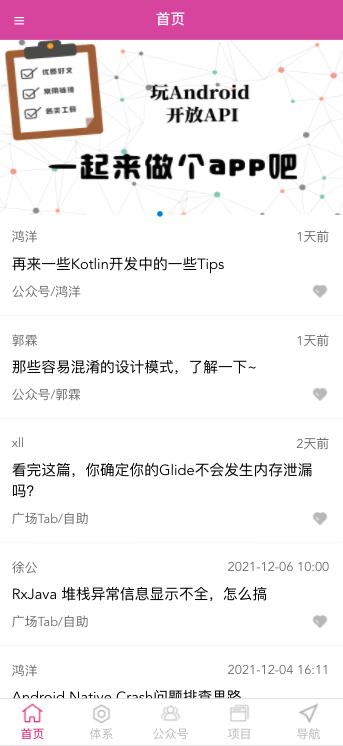 首页
优质好文
常用链接
各类工具
玩Android
开放API
一起来做个app吧
鸿洋
1天前
再来一些Kotlin开发中的一些Tips
公众号/鸿洋
郭霖
1天前
那些容易混淆的设计模式，了解一下~
公众号/郭霖
xll
2天前
看完这篇，你确定你的Glide不会发生内存泄漏
吗？
广场Tab/自助
徐公
2021-12-06 10:00
RxJava 堆栈异常信息显示不全，怎么搞
广场Tab/自助
鸿洋
2021-12-04 16:11
Android Native Crash问题排查思路
首页
体系
公众号
项目
导航